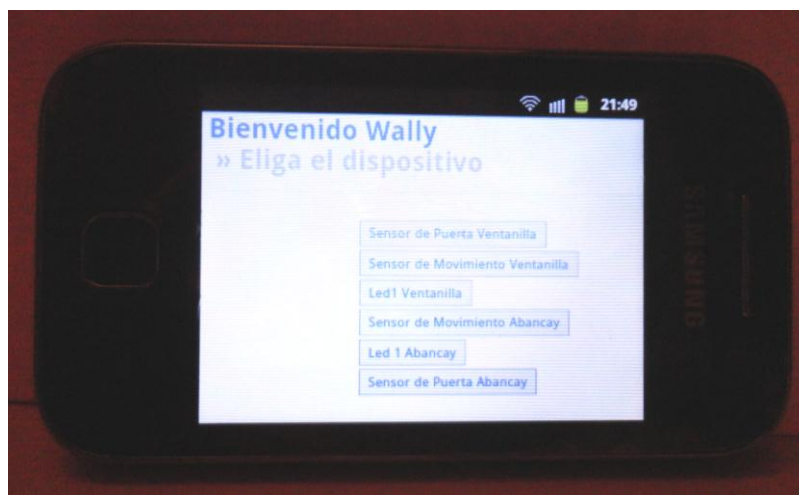 21:49
Bienvenido Wally
» Eliga el dispositivo
Sensor de Puerta Ventanilla
Sensor de Movimiento Ventanilla
Led1 Ventanilla
Sensor de Movimiento Abancay
Led 1 Abancay
Sensor de Puerta Abancay
SAMSUNG